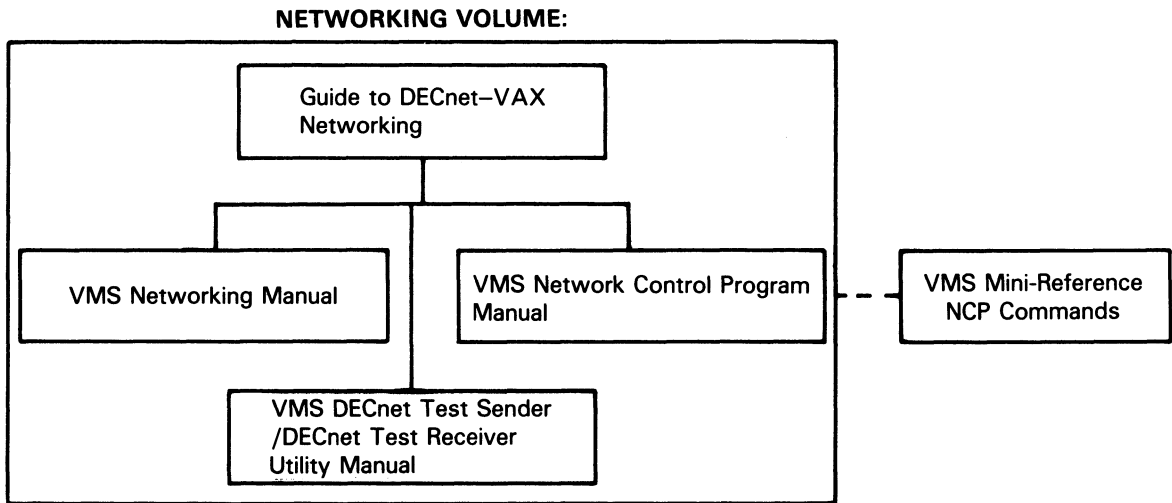 NETWORKING VOLUME:
Guide to DECnet–VAX
Networking
VMS Networking Manual
VMS Network Control Program
Manual
VMS Mini-Reference
NCP Commands
VMS DECnet Test Sender
/DECnet Test Receiver
Utility Manual